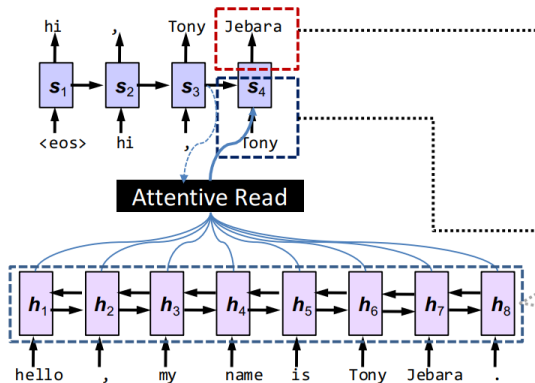 hi , Tony Jebara
s1 s2 s3 s4
<eos> hi , Tony
Attentive Read
h1 h2 h3 h4 h5 h6 h7 h8
hello , my name is Tony Jebara .